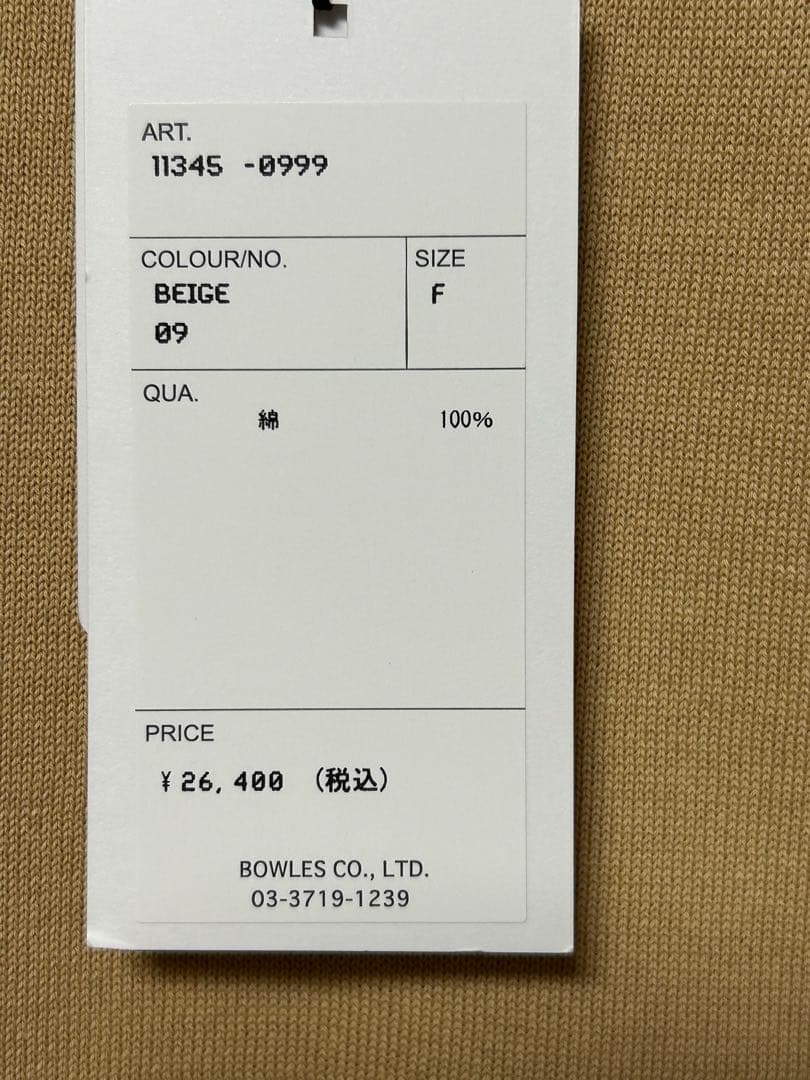 ART.
11345 -0999
COLOUR/NO.
BEIGE
09
SIZE
F
QUA.
綿 100%
PRICE
¥26,400 (税込)
BOWLES CO., LTD.
03-3719-1239